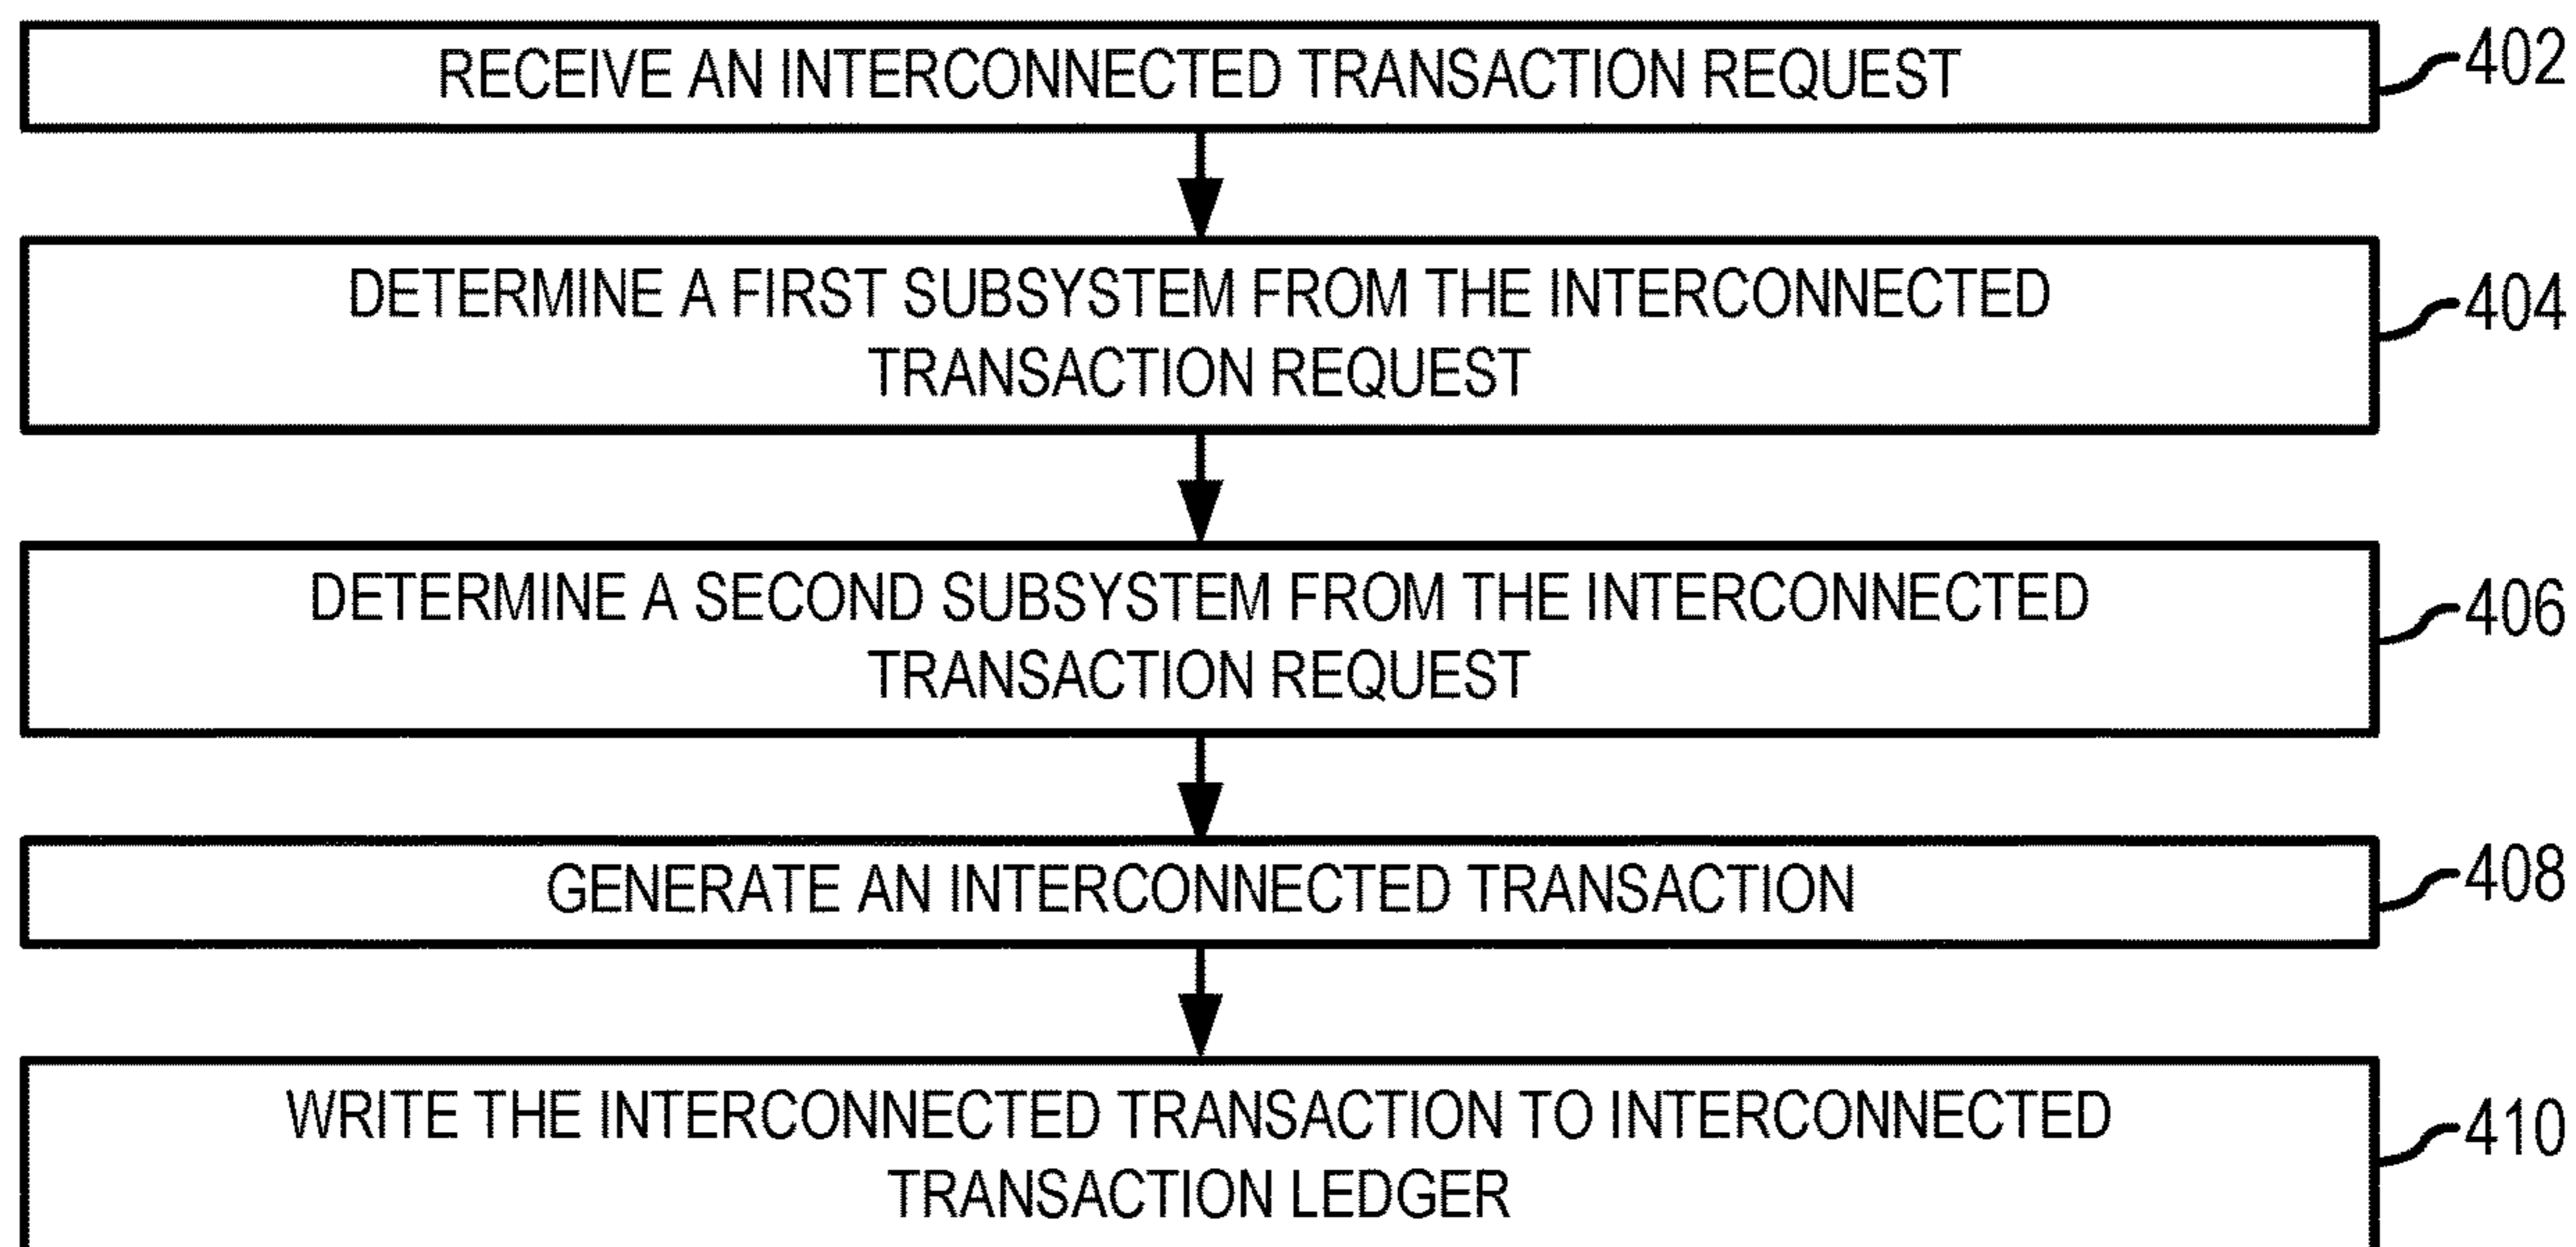 RECEIVE AN INTERCONNECTED TRANSACTION REQUEST
402
DETERMINE A FIRST SUBSYSTEM FROM THE INTERCONNECTED
TRANSACTION REQUEST
404
DETERMINE A SECOND SUBSYSTEM FROM THE INTERCONNECTED
TRANSACTION REQUEST
406
GENERATE AN INTERCONNECTED TRANSACTION
408
WRITE THE INTERCONNECTED TRANSACTION TO INTERCONNECTED
TRANSACTION LEDGER
410